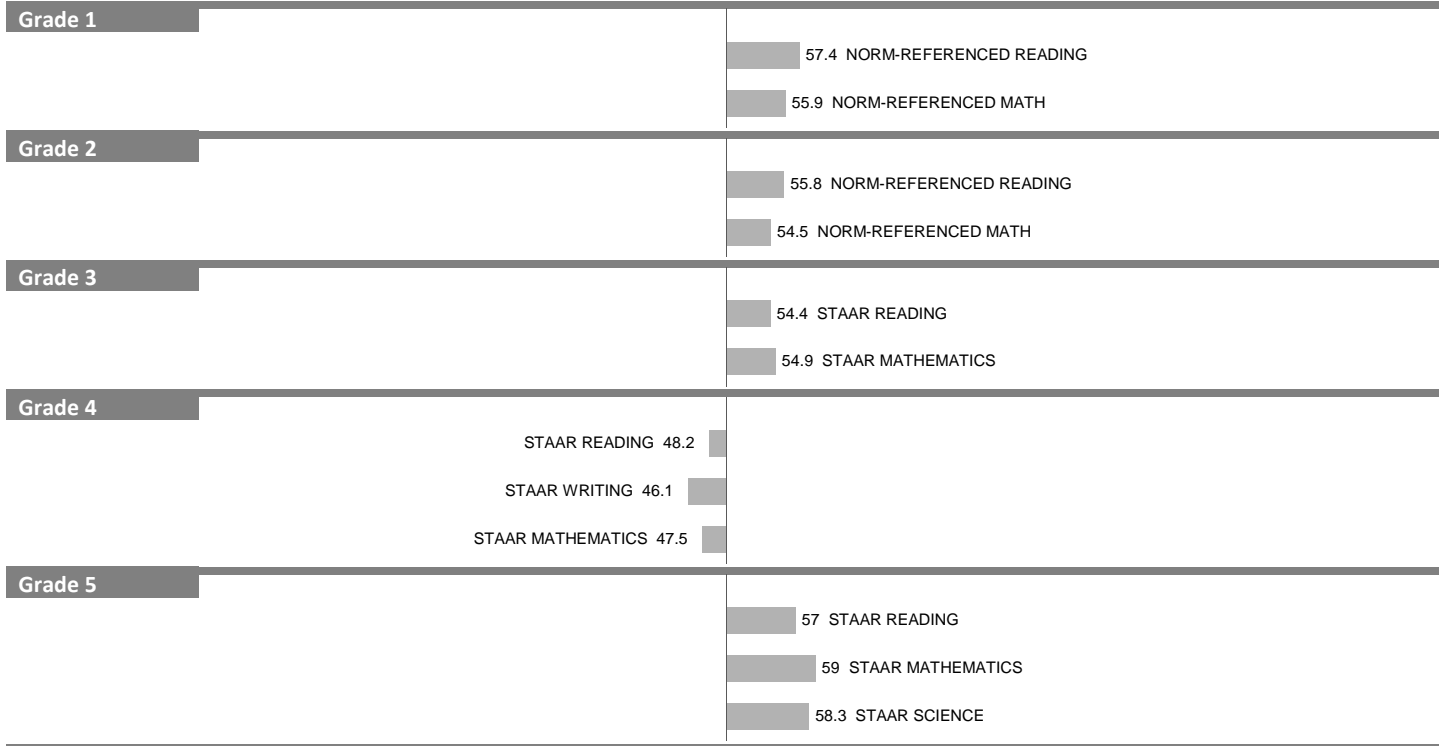 Grade 1
57.4 NORM-REFERENCED READING
55.9 NORM-REFERENCED MATH
Grade 2
55.8 NORM-REFERENCED READING
54.5 NORM-REFERENCED MATH
Grade 3
54.4 STAAR READING
54.9 STAAR MATHEMATICS
Grade 4
STAAR READING 48.2
STAAR WRITING 46.1
STAAR MATHEMATICS 47.5
Grade 5
57 STAAR READING
59 STAAR MATHEMATICS
58.3 STAAR SCIENCE